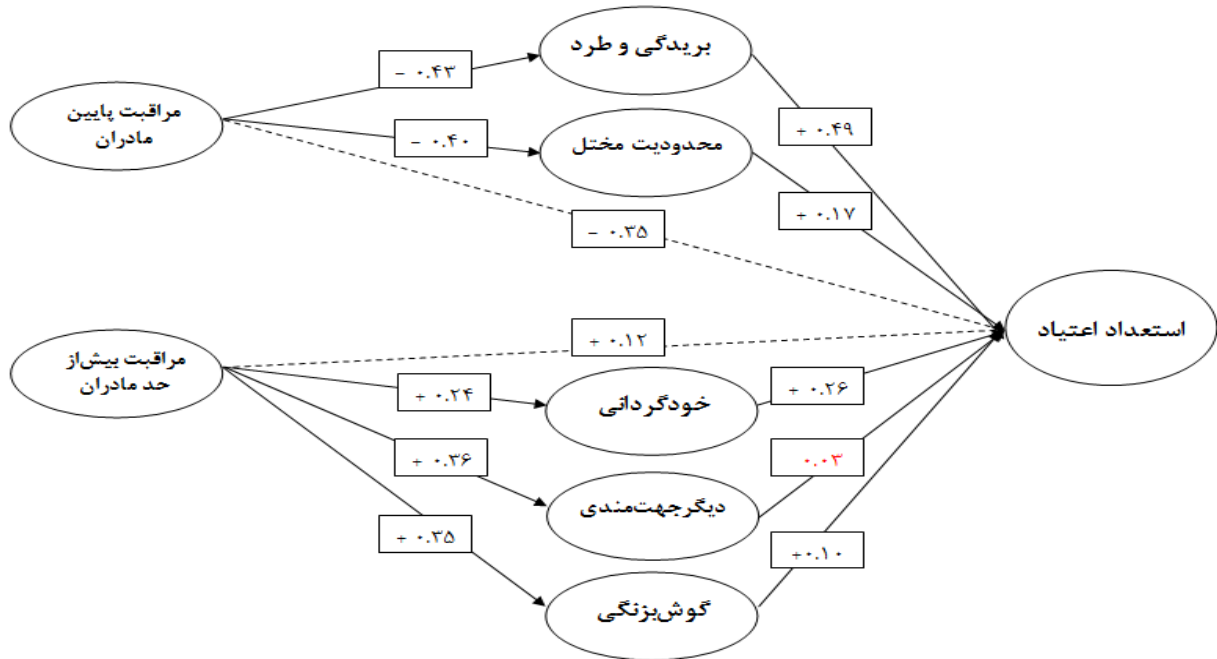 بریدگی و طرد
- ۰.۴۳
مراقبت پایین
مادران
- ۰.۴۰
محدودیت مختل
+ ۰.۴۹
+ ۰.۱۷
- ۰.۳۵
استعداد اعتیاد
+ ۰.۱۲
مراقبت بیش‌از
حد مادران
+ ۰.۲۴
خودگردانی
+ ۰.۲۶
+ ۰.۳۶
۰.۰۳
دیگرجهت‌مندی
+ ۰.۳۵
+۰.۱۰
گوش‌بزنگی